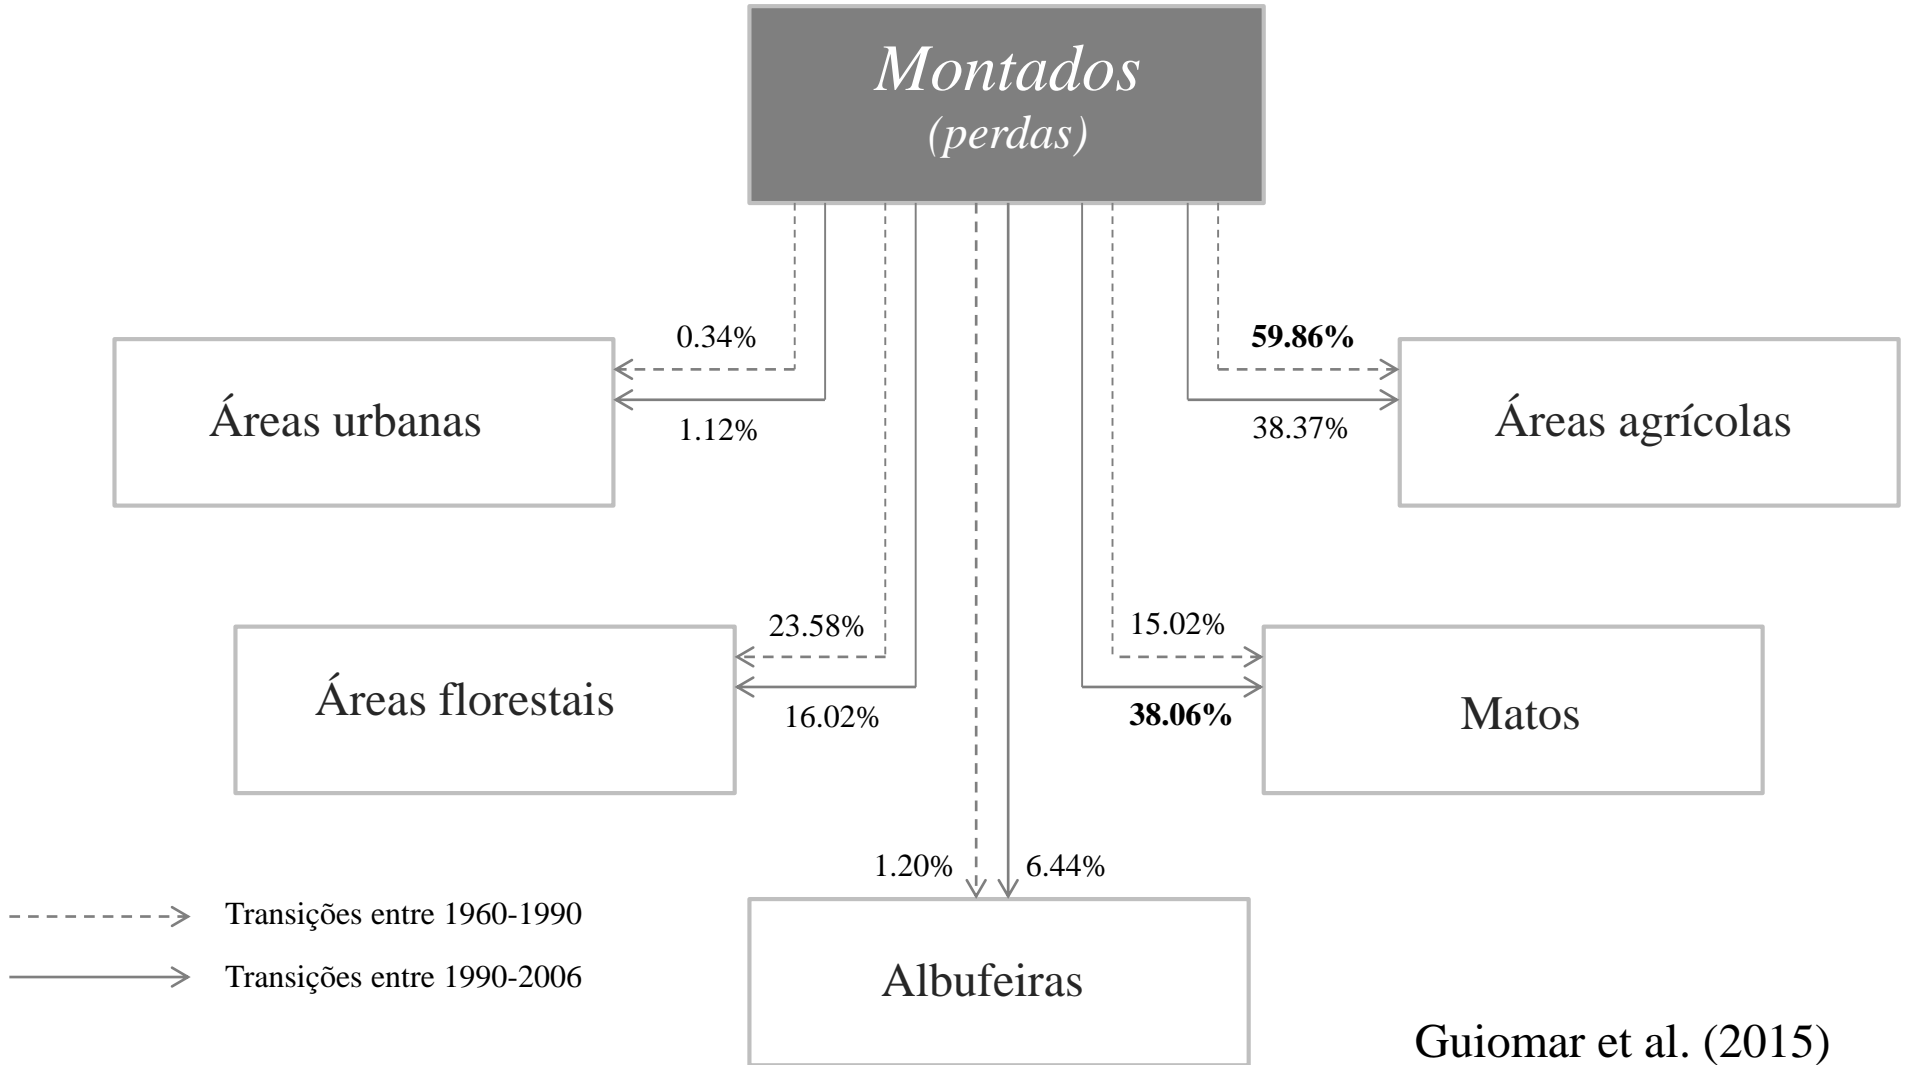 Montados
(perdas)
0.34%
59.86%
Áreas urbanas
1.12%
38.37%
Áreas agrícolas
23.58%
15.02%
Áreas florestais
16.02%
38.06%
Matos
1.20%
6.44%
Transições entre 1960-1990
Transições entre 1990-2006
Albufeiras
Guiomar et al. (2015)